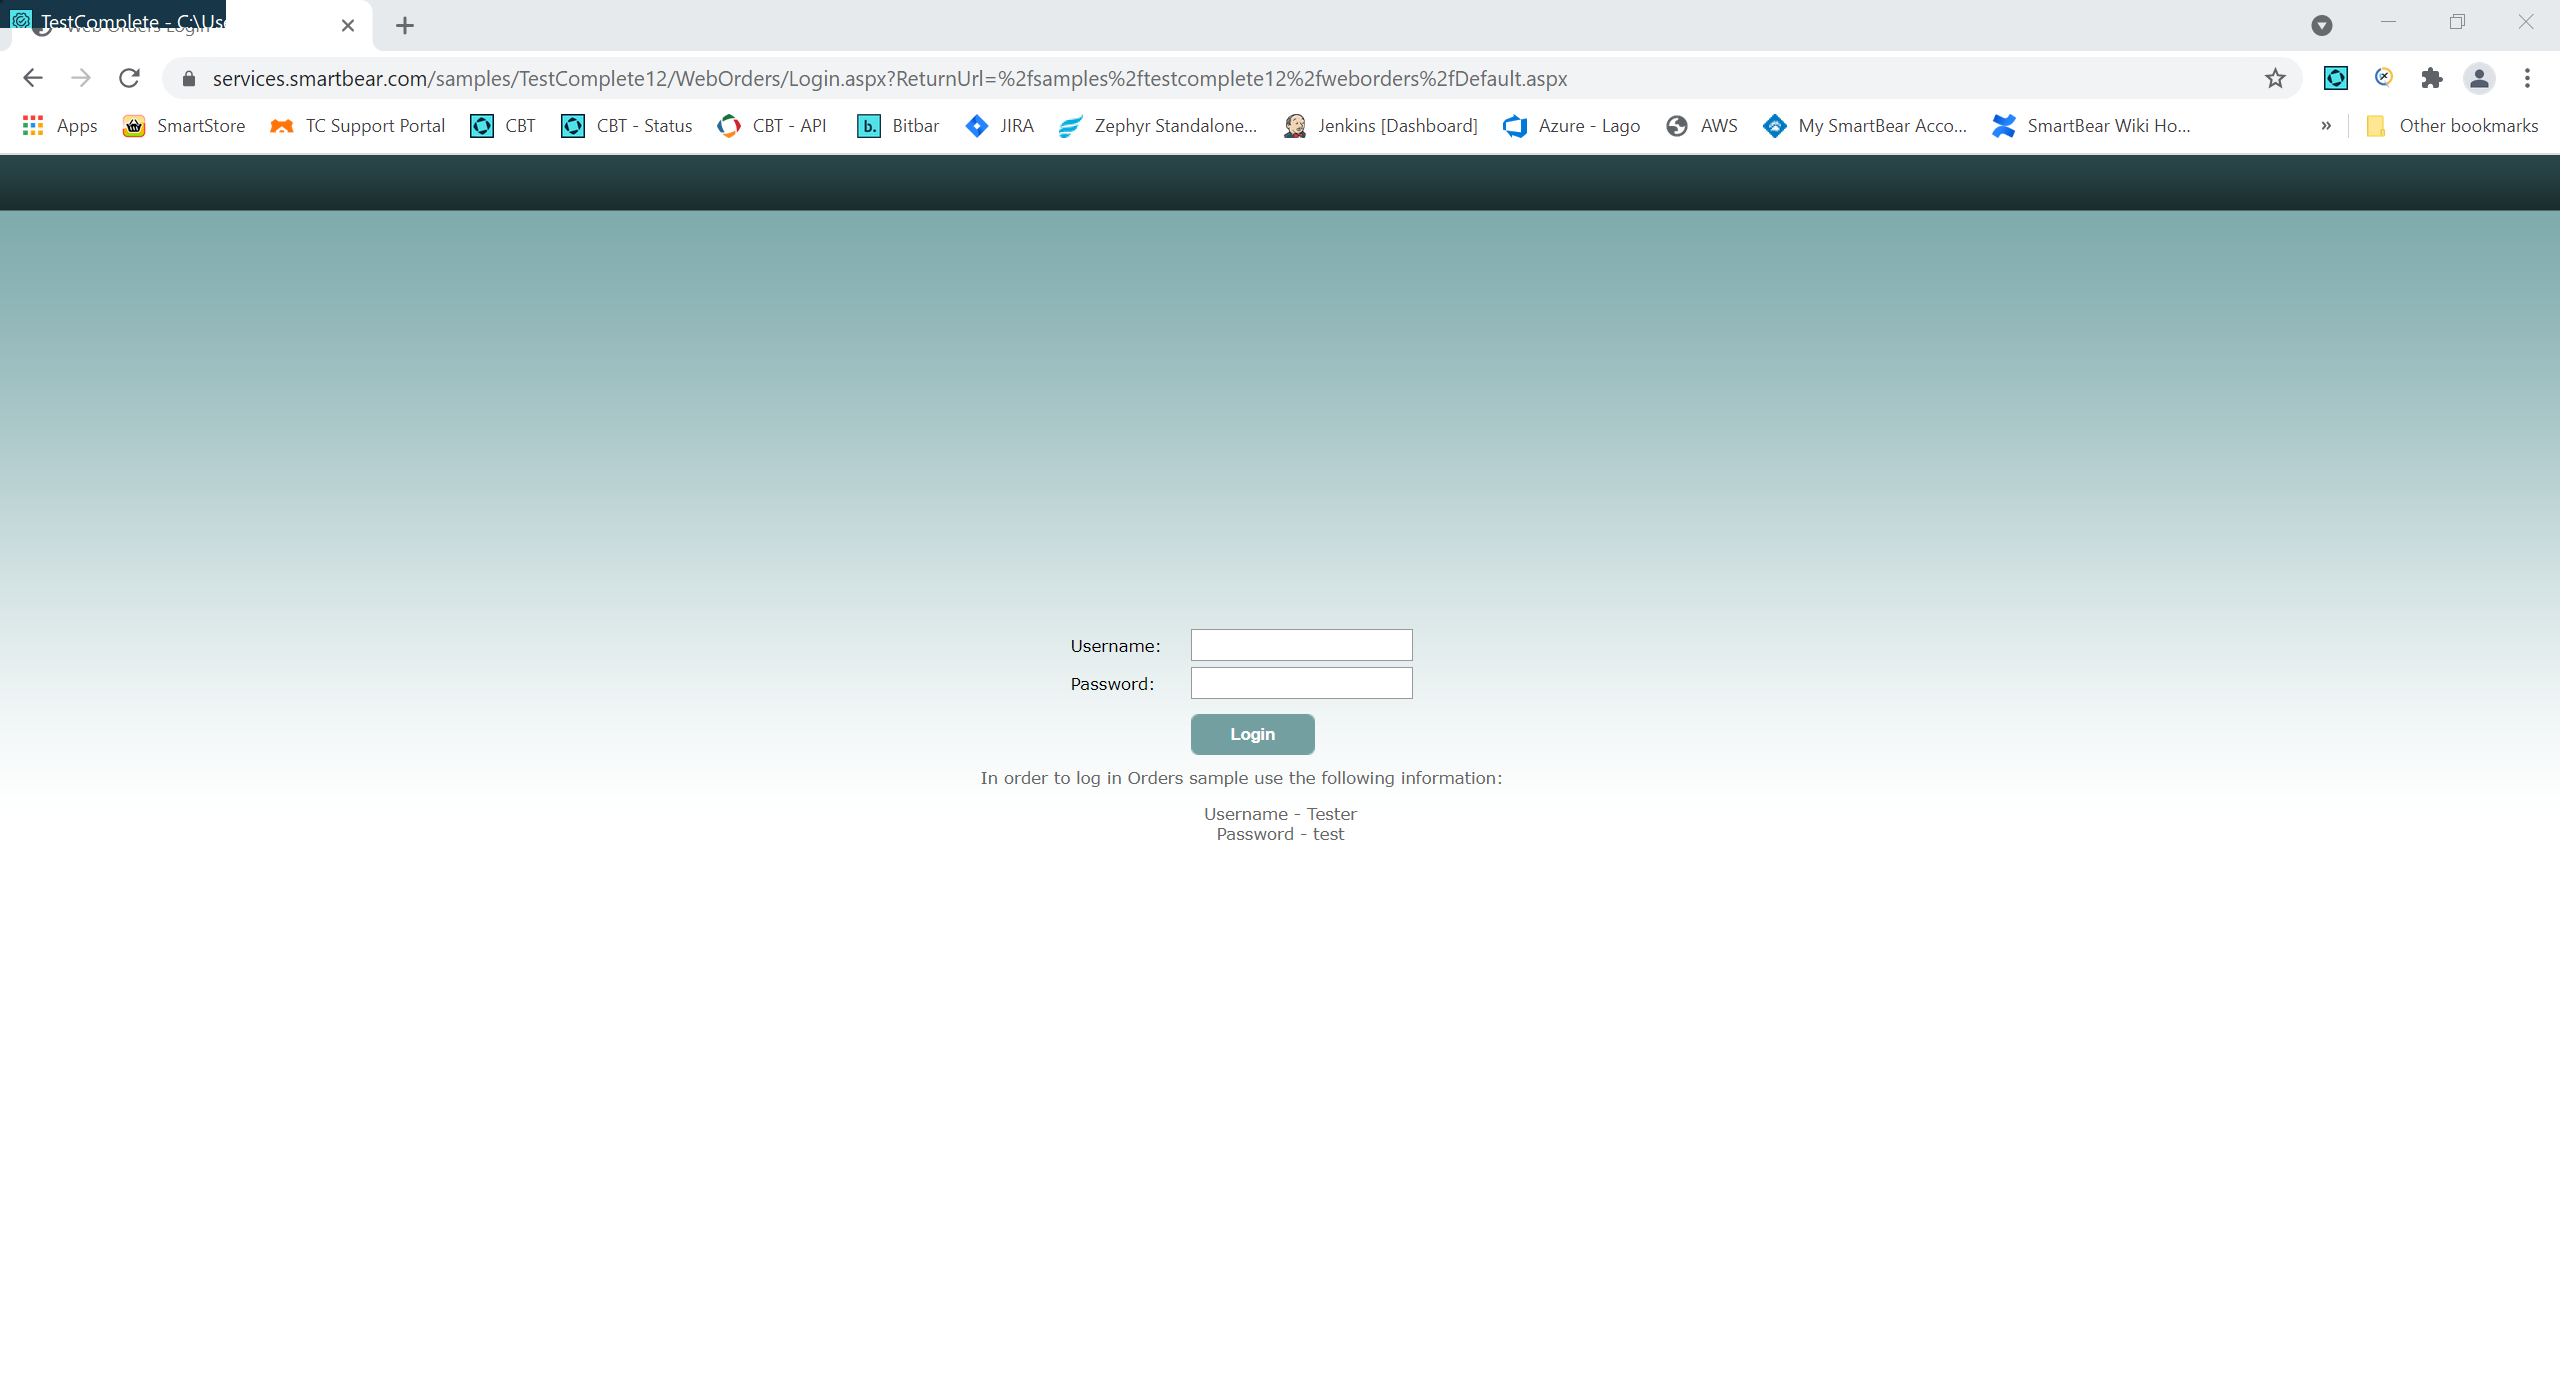 TestComplete - C:\Use
Web Orders Login
services.smartbear.com/samples/TestComplete12/WebOrders/Login.aspx?ReturnUrl=%2fsamples%2ftestcomplete12%2fweborders%2fDefault.aspx
Apps SmartStore TC Support Portal CBT CBT - Status CBT - API b. Bitbar JIRA Zephyr Standalone... Jenkins [Dashboard] Azure - Lago AWS My SmartBear Acco... SmartBear Wiki Ho... » Other bookmarks
Username:
Password:
Login
In order to log in Orders sample use the following information:
Username - Tester
Password - test